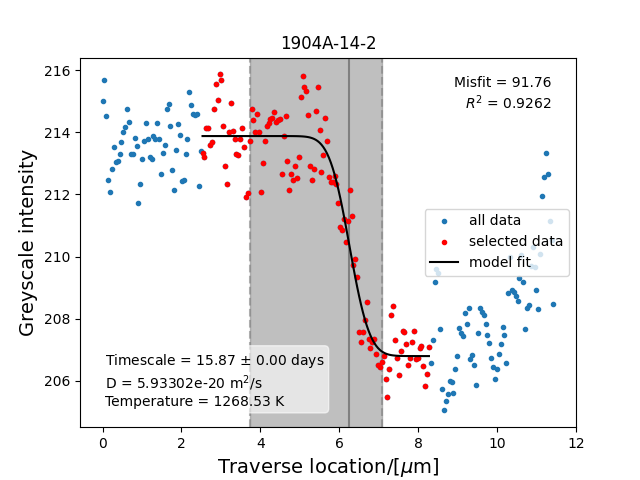 1904A-14-2
Misfit = 91.76
R² = 0.9262
Greyscale intensity
216
214
212
210
208
206
all data
selected data
model fit
Timescale = 15.87 ± 0.00 days
D = 5.93302e-20 m²/s
Temperature = 1268.53 K
0 2 4 6 8 10 12
Traverse location/[μm]